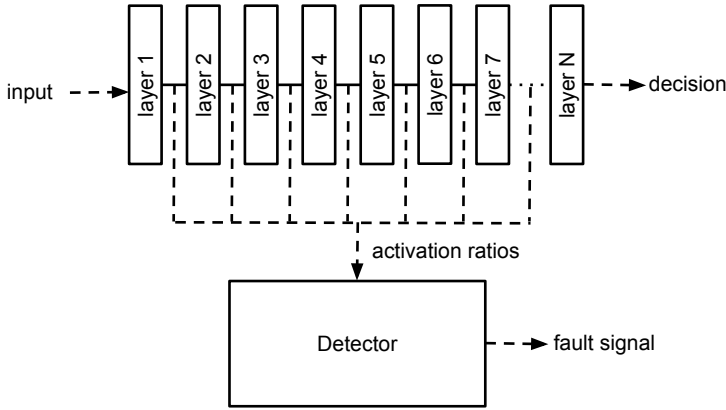 input
layer 1
layer 2
layer 3
layer 4
layer 5
layer 6
layer 7
layer N
decision
activation ratios
Detector
fault signal